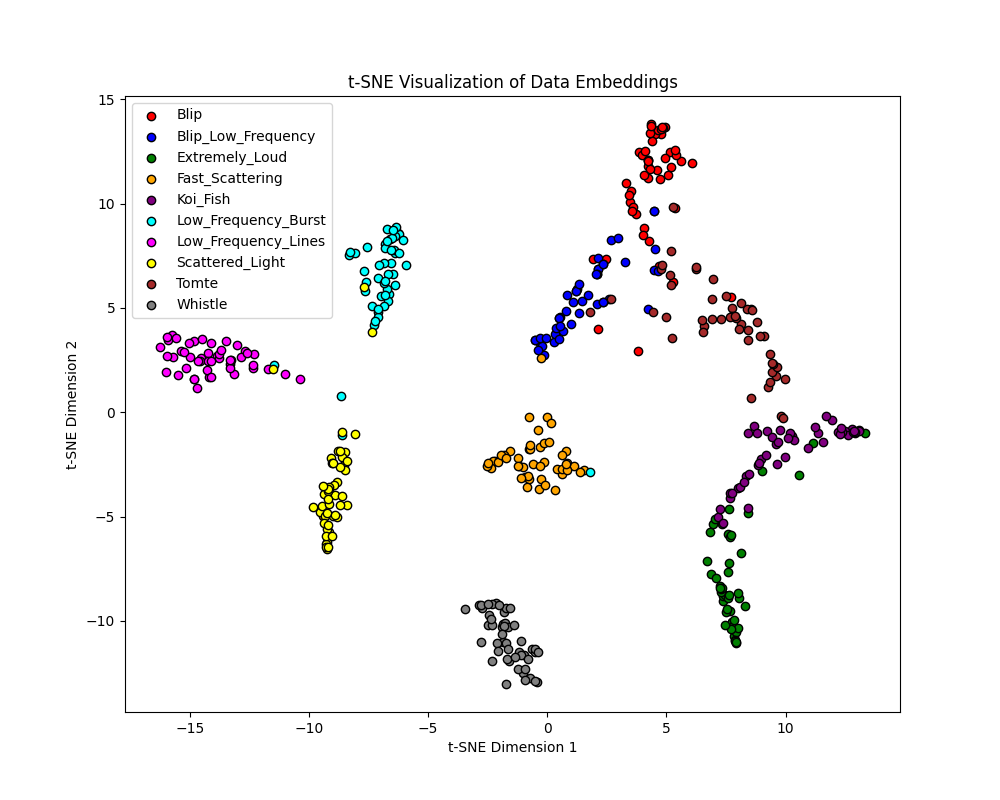 t-SNE Visualization of Data Embeddings
Blip
Blip_Low_Frequency
Extremely_Loud
Fast_Scattering
Koi_Fish
Low_Frequency_Burst
Low_Frequency_Lines
Scattered_Light
Tomte
Whistle
15
10
5
0
−5
−10
t-SNE Dimension 2
−15
−10
−5
0
5
10
t-SNE Dimension 1